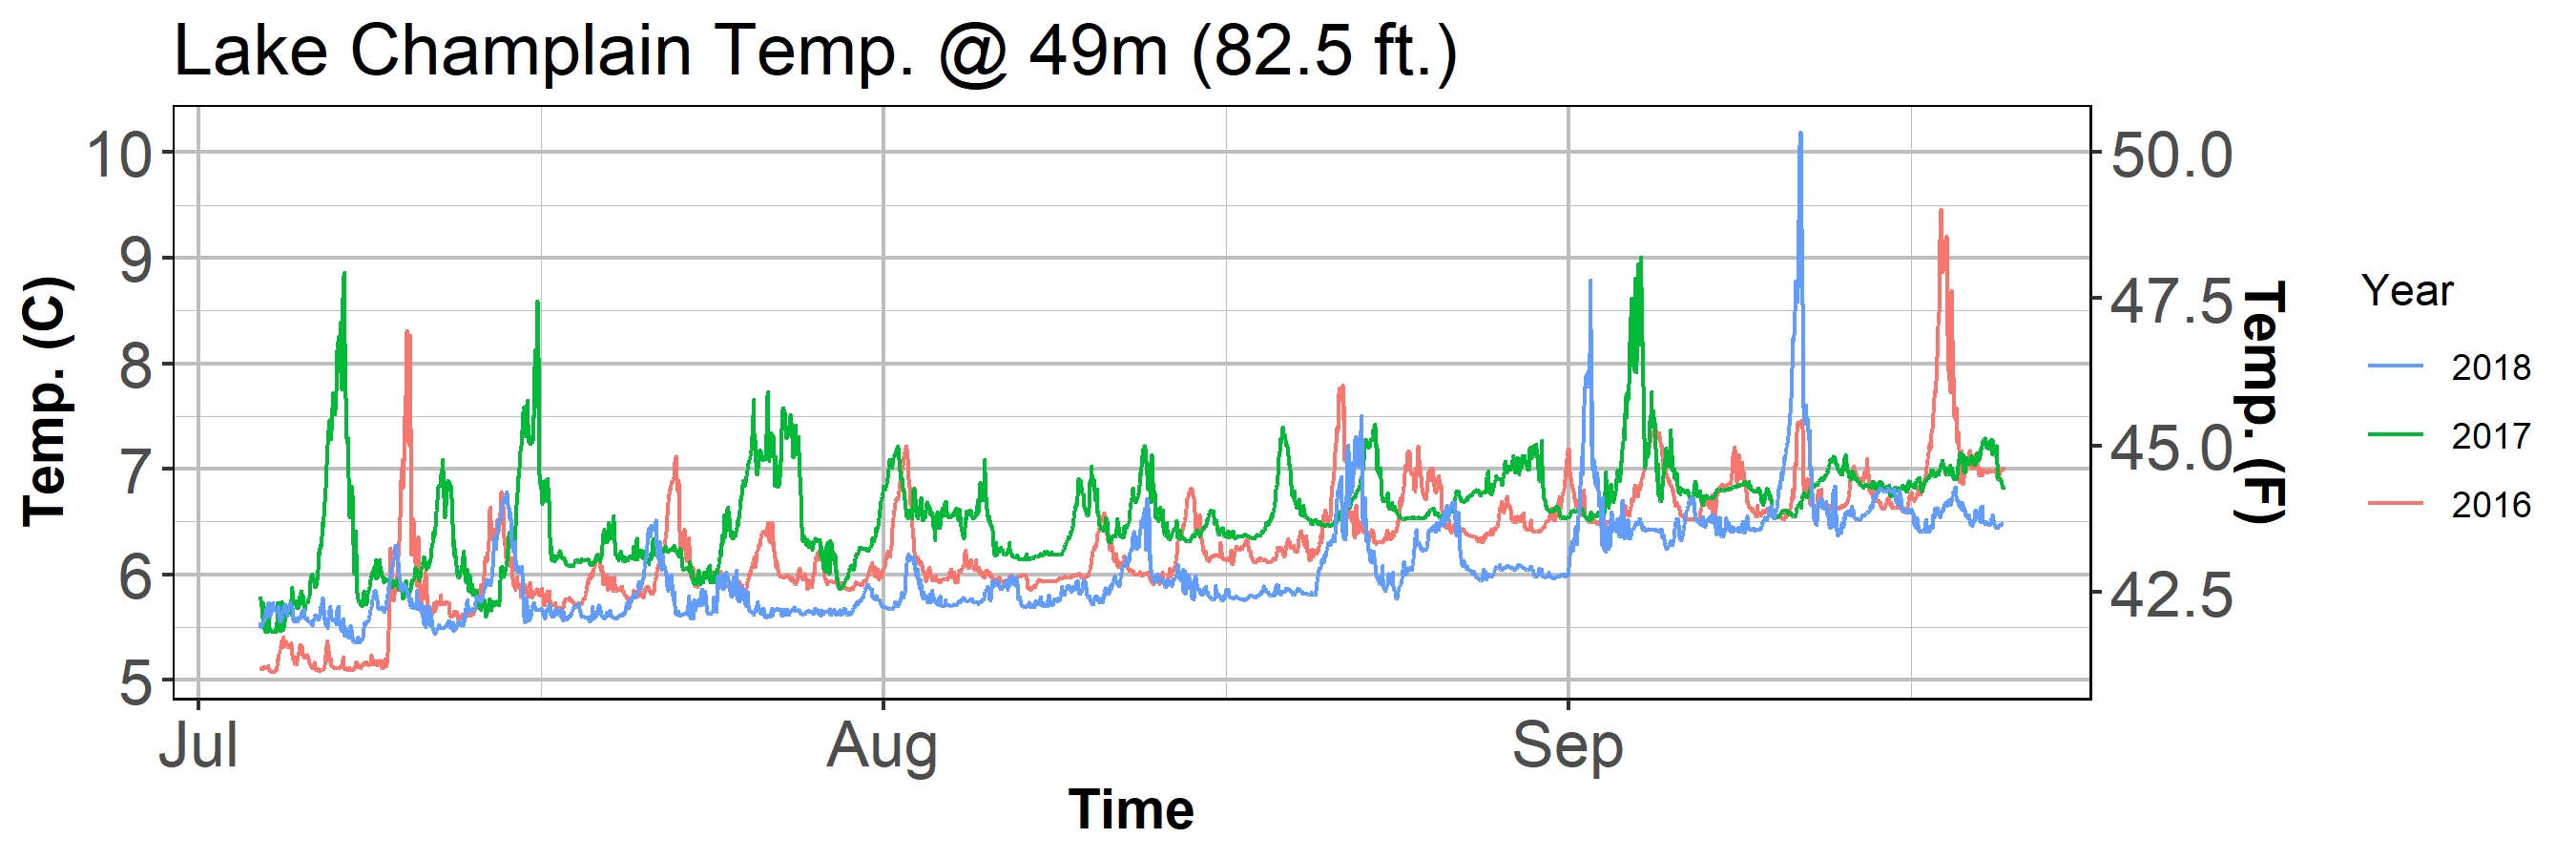 Lake Champlain Temp. @ 49m (82.5 ft.)
Temp. (C)
10
9
8
7
6
5
50.0
47.5
45.0
42.5
Temp. (F)
Jul
Aug
Sep
Time
Year
2018
2017
2016